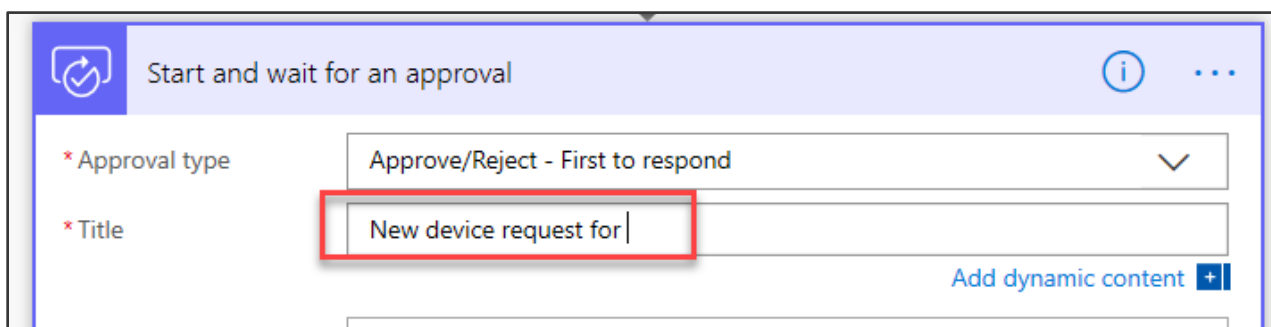 Start and wait for an approval
* Approval type
Approve/Reject - First to respond
* Title
New device request for
Add dynamic content +